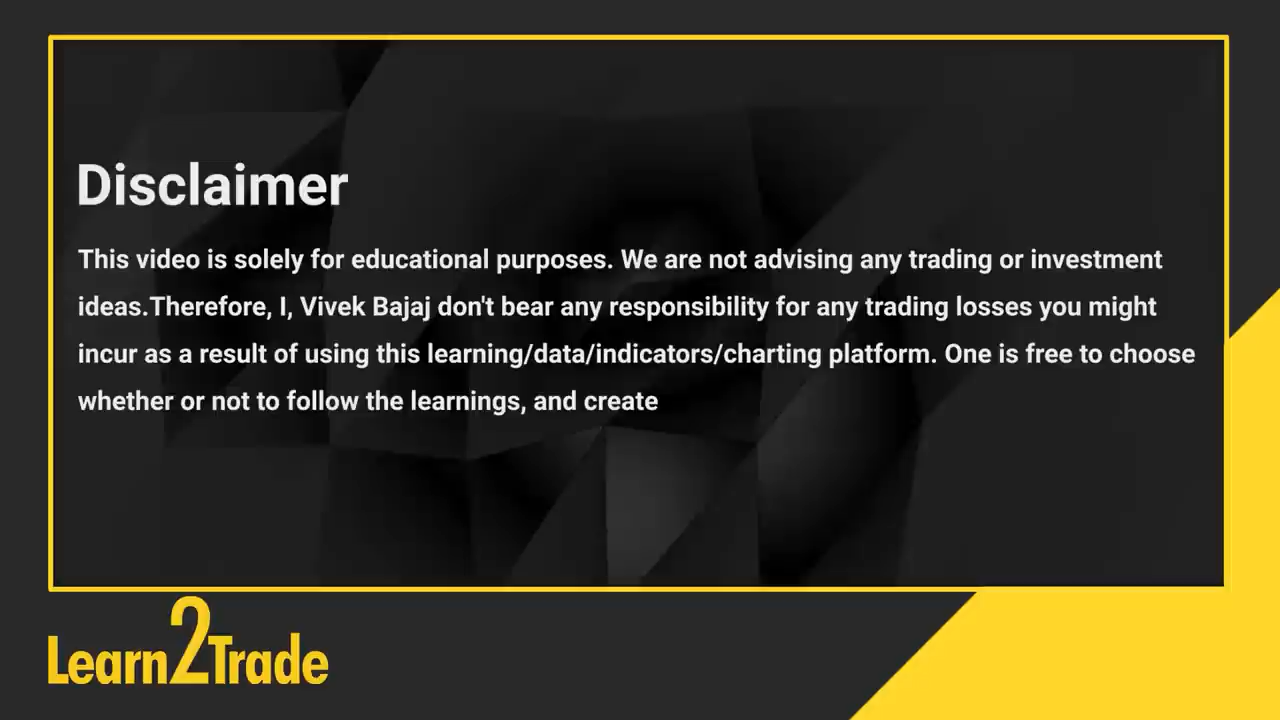 Disclaimer
This video is solely for educational purposes. We are not advising any trading or investment
ideas.Therefore, I, Vivek Bajaj don't bear any responsibility for any trading losses you might
incur as a result of using this learning/data/indicators/charting platform. One is free to choose
whether or not to follow the learnings, and create
Learn2Trade